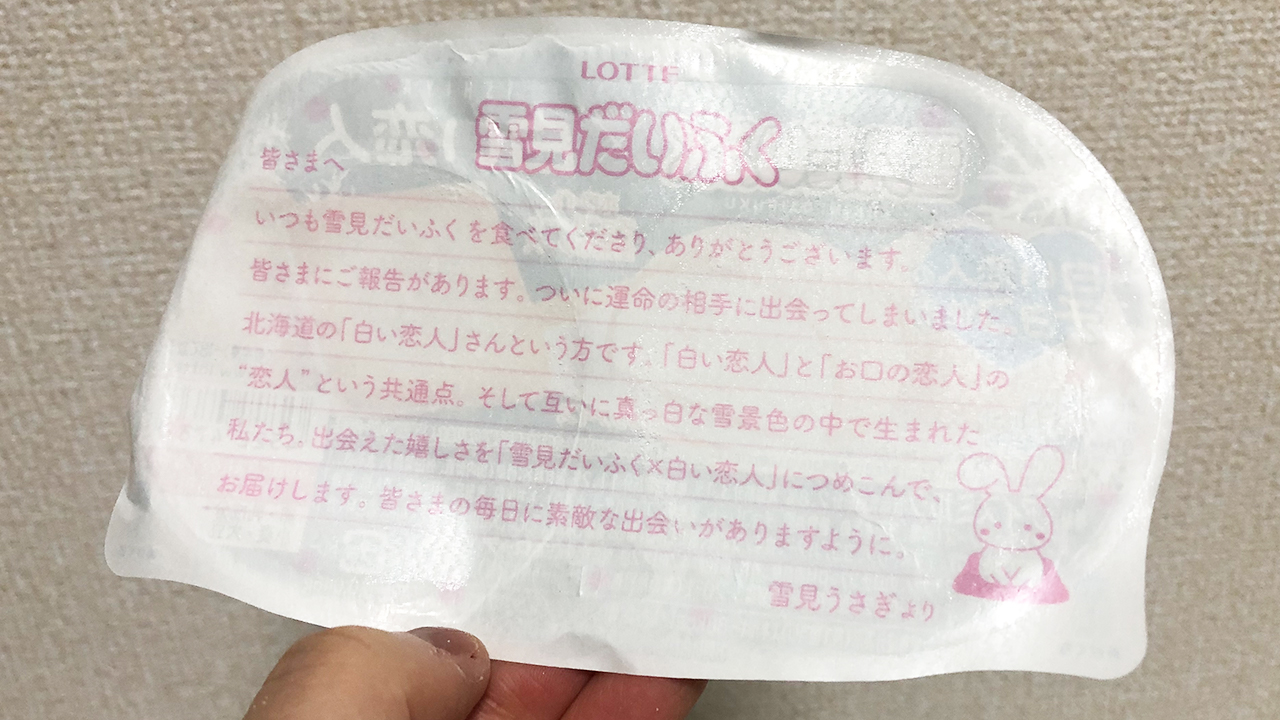 LOTTE
雪見だいふく
皆さまへ
いつも雪見だいふくを食べてくださり、ありがとうございます。
皆さまにご報告があります。ついに運命の相手に出会ってしまいました。
北海道の「白い恋人」さんという方です。「白い恋人」と「お口の恋人」の
“恋人”という共通点。そして互いに真っ白な雪景色の中で生まれた
私たち。出会えた嬉しさを「雪見だいふく×白い恋人」につめこんで、
お届けします。皆さまの毎日に素敵な出会いがありますように。
雪見うさぎより